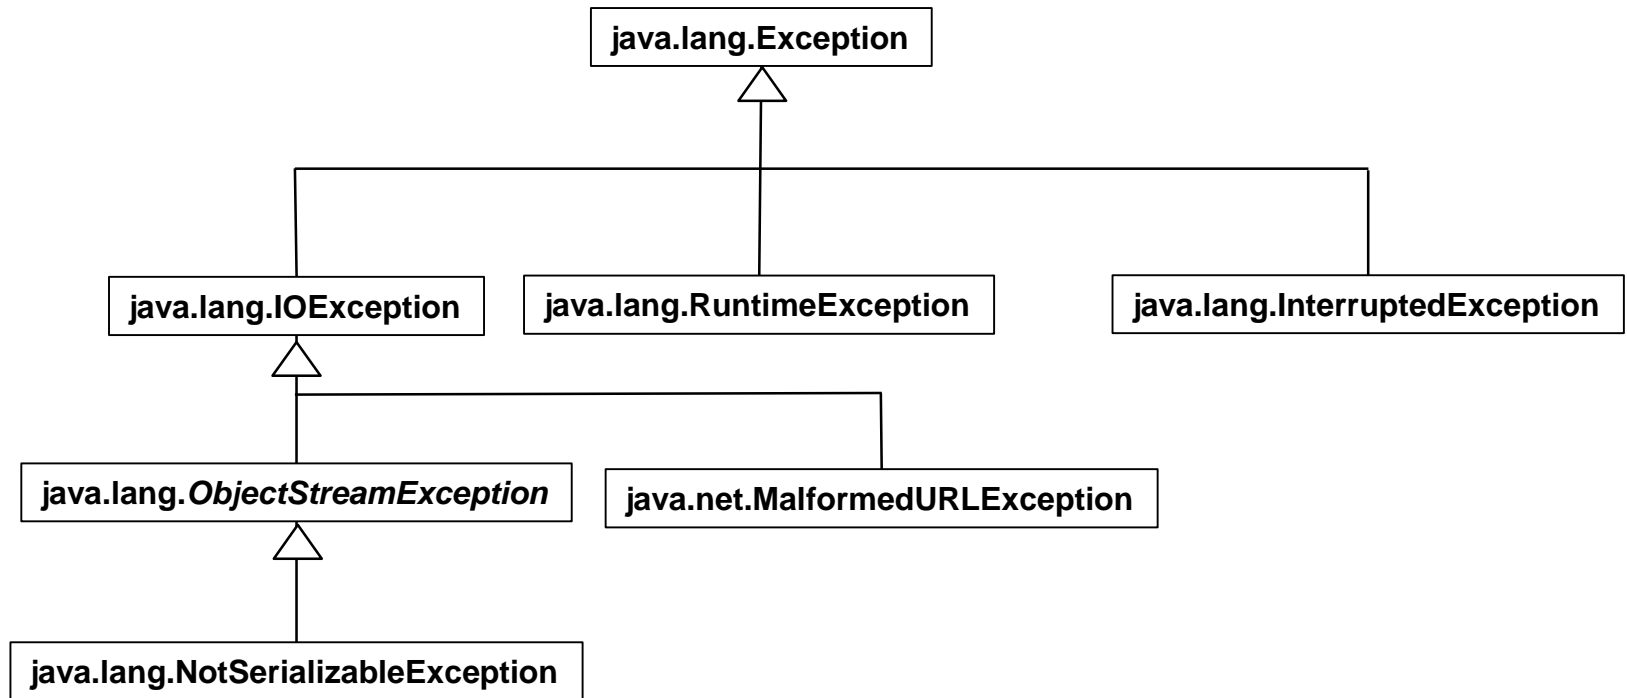 java.lang.Exception
java.lang.IOException
java.lang.RuntimeException
java.lang.InterruptedException
java.lang.ObjectStreamException
java.net.MalformedURLException
java.lang.NotSerializableException